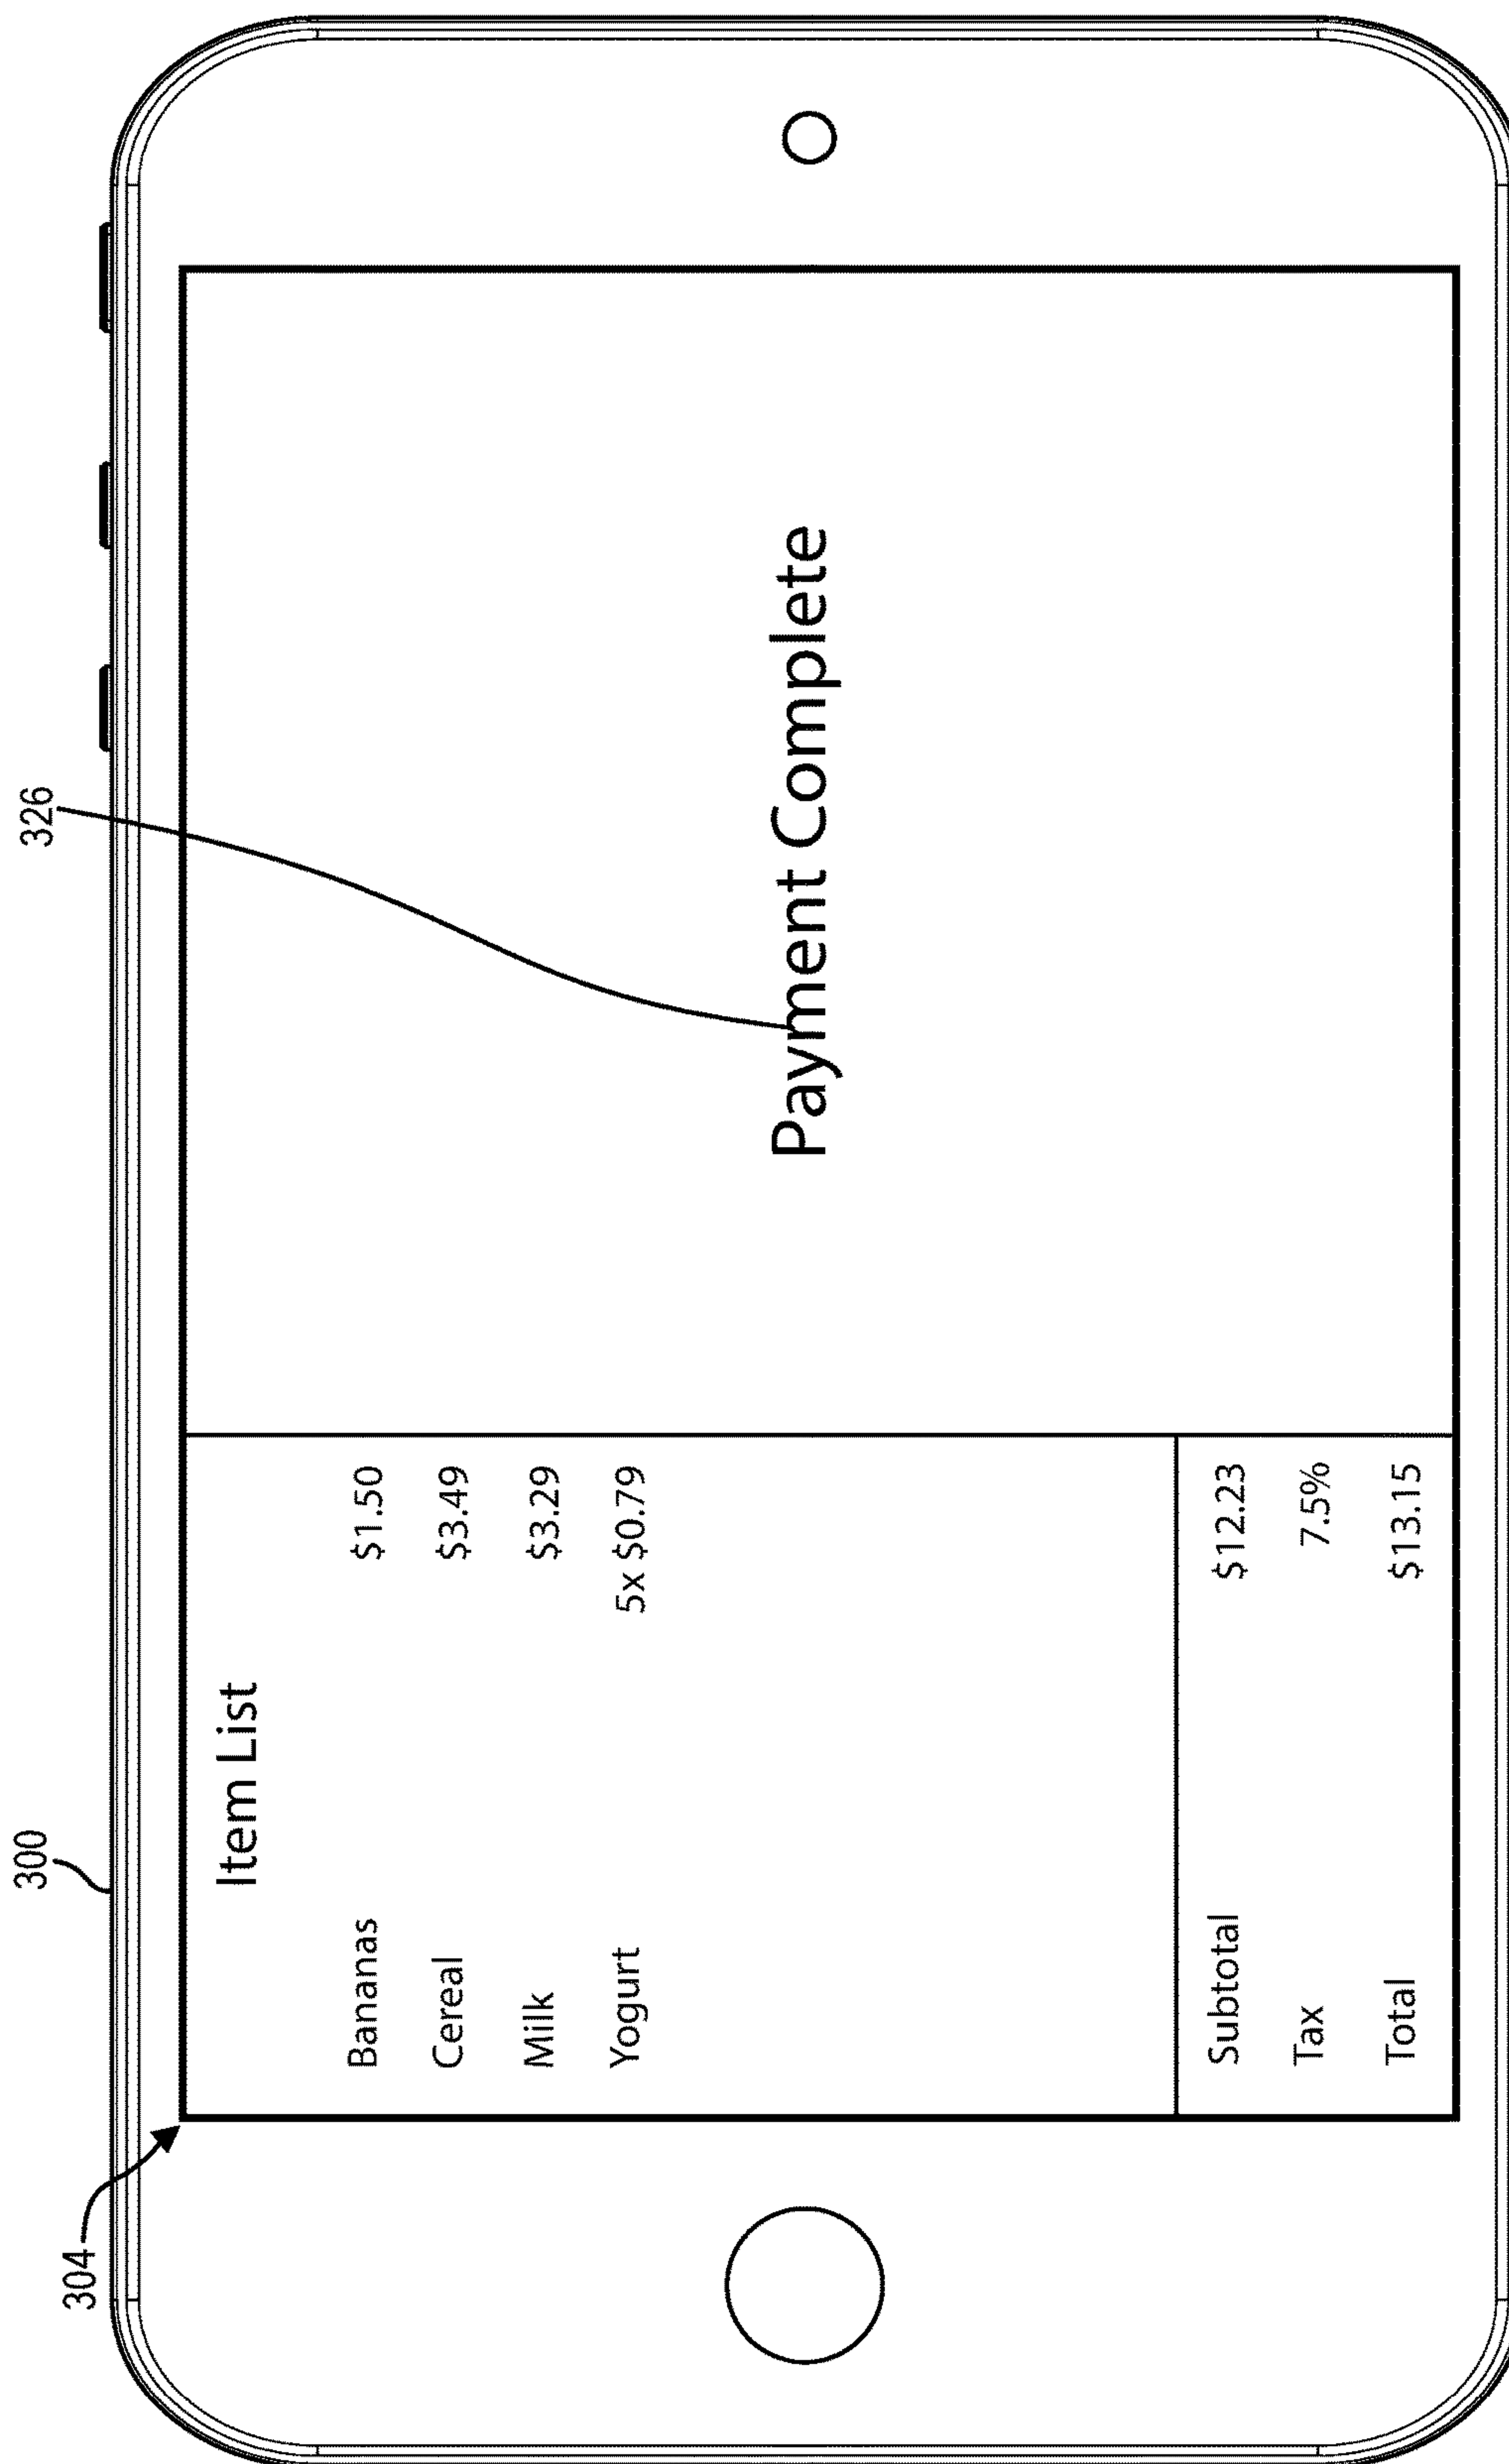 304
300
326
Item List
Bananas $1.50
Cereal $3.49
Milk $3.29
Yogurt 5x $0.79
Subtotal $12.23
Tax 7.5%
Total $13.15
Payment Complete